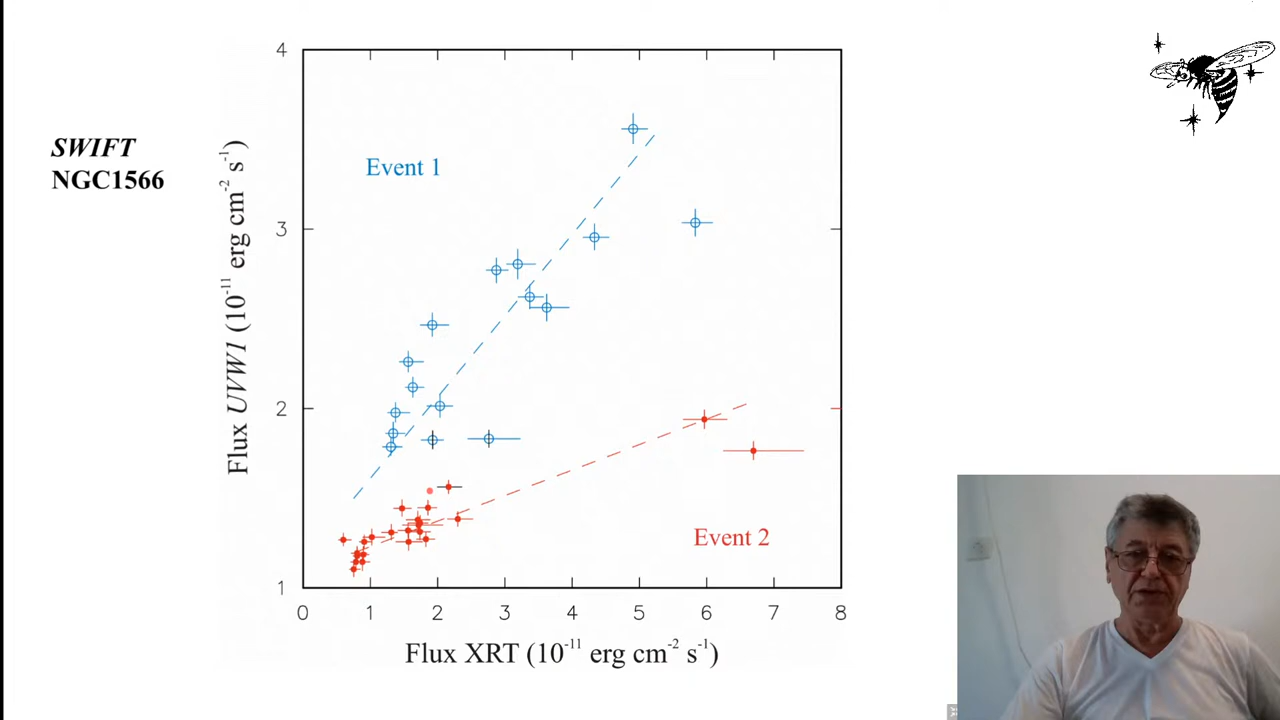 SWIFT
NGC1566
Event 1
Event 2
Flux UVW1 (10⁻¹¹ erg cm⁻² s⁻¹)
4
3
2
1
0 1 2 3 4 5 6 7 8
Flux XRT (10⁻¹¹ erg cm⁻² s⁻¹)